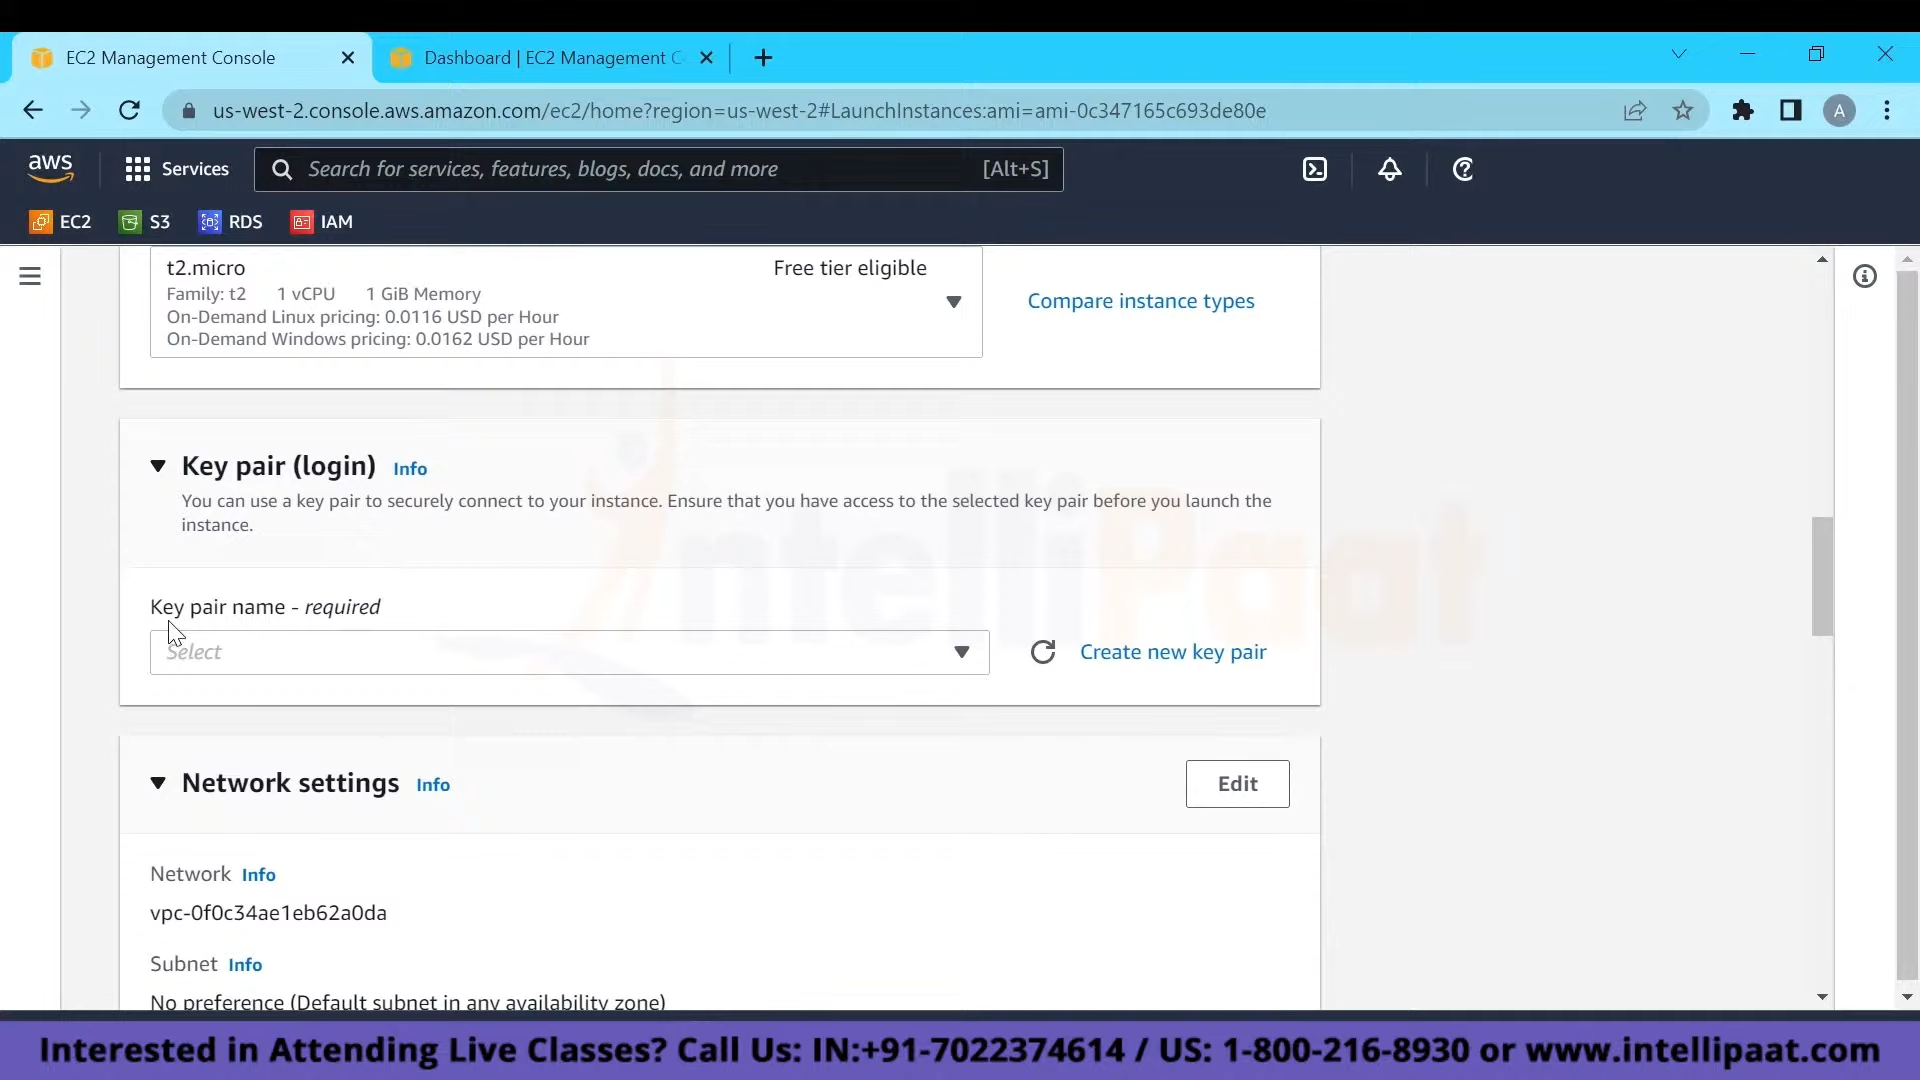 EC2 Management Console
Dashboard | EC2 Management C
us-west-2.console.aws.amazon.com/ec2/home?region=us-west-2#LaunchInstances:ami=ami-0c347165c693de80e
A
aws
Services
Search for services, features, blogs, docs, and more
[Alt+S]
EC2
S3
RDS
IAM
t2.micro
Free tier eligible
Family: t2 1 vCPU 1 GiB Memory
On-Demand Linux pricing: 0.0116 USD per Hour
On-Demand Windows pricing: 0.0162 USD per Hour
Compare instance types
Key pair (login) Info
You can use a key pair to securely connect to your instance. Ensure that you have access to the selected key pair before you launch the
instance.
IntelliPaat
Key pair name - required
Select
Create new key pair
Network settings Info
Edit
Network Info
vpc-0f0c34ae1eb62a0da
Subnet Info
No preference (Default subnet in any availability zone)
Interested in Attending Live Classes? Call Us: IN:+91-7022374614 / US: 1-800-216-8930 or www.intellipaat.com